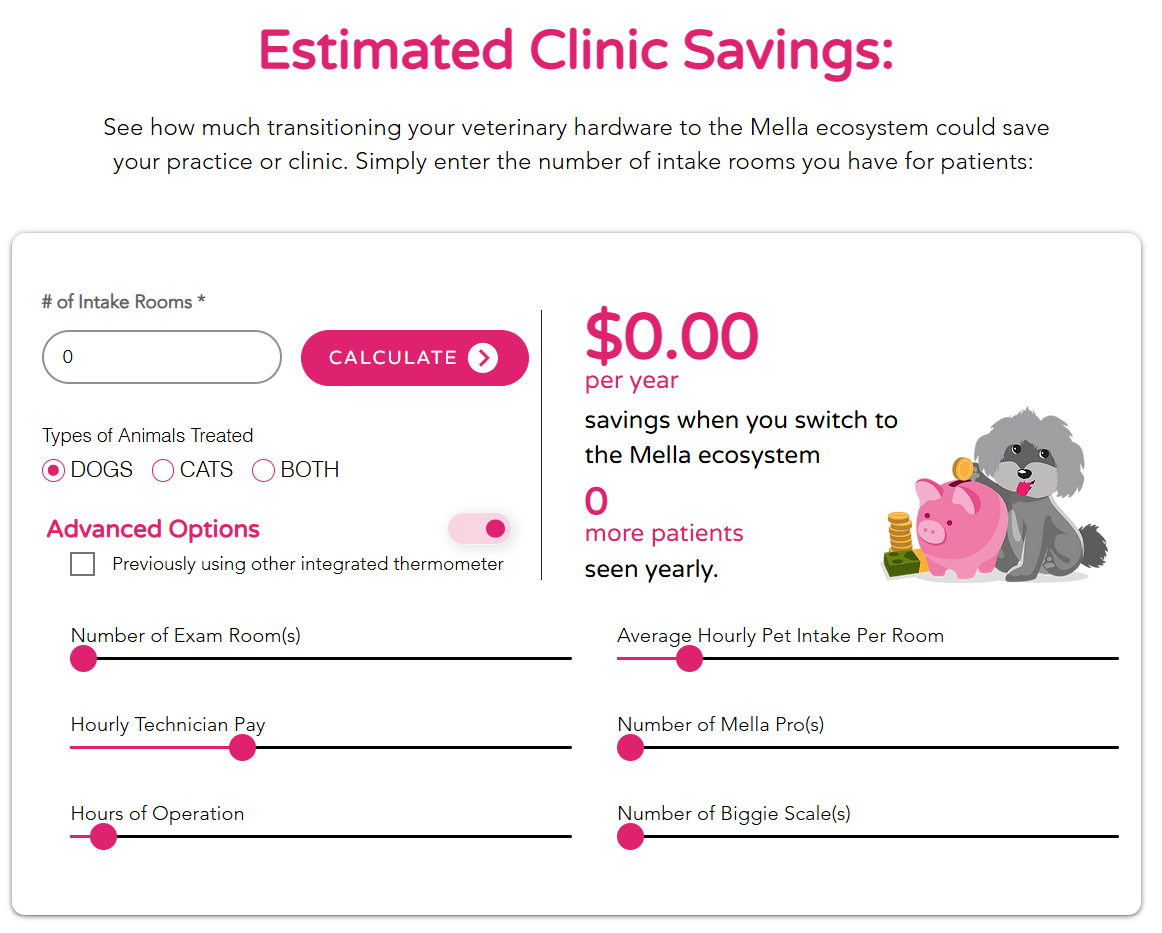 Estimated Clinic Savings:
See how much transitioning your veterinary hardware to the Mella ecosystem could save
your practice or clinic. Simply enter the number of intake rooms you have for patients:
# of Intake Rooms *
0
CALCULATE
Types of Animals Treated
DOGS CATS BOTH
Advanced Options
Previously using other integrated thermometer
$0.00
per year
savings when you switch to
the Mella ecosystem
0
more patients
seen yearly.
Number of Exam Room(s)
Average Hourly Pet Intake Per Room
Hourly Technician Pay
Number of Mella Pro(s)
Hours of Operation
Number of Biggie Scale(s)